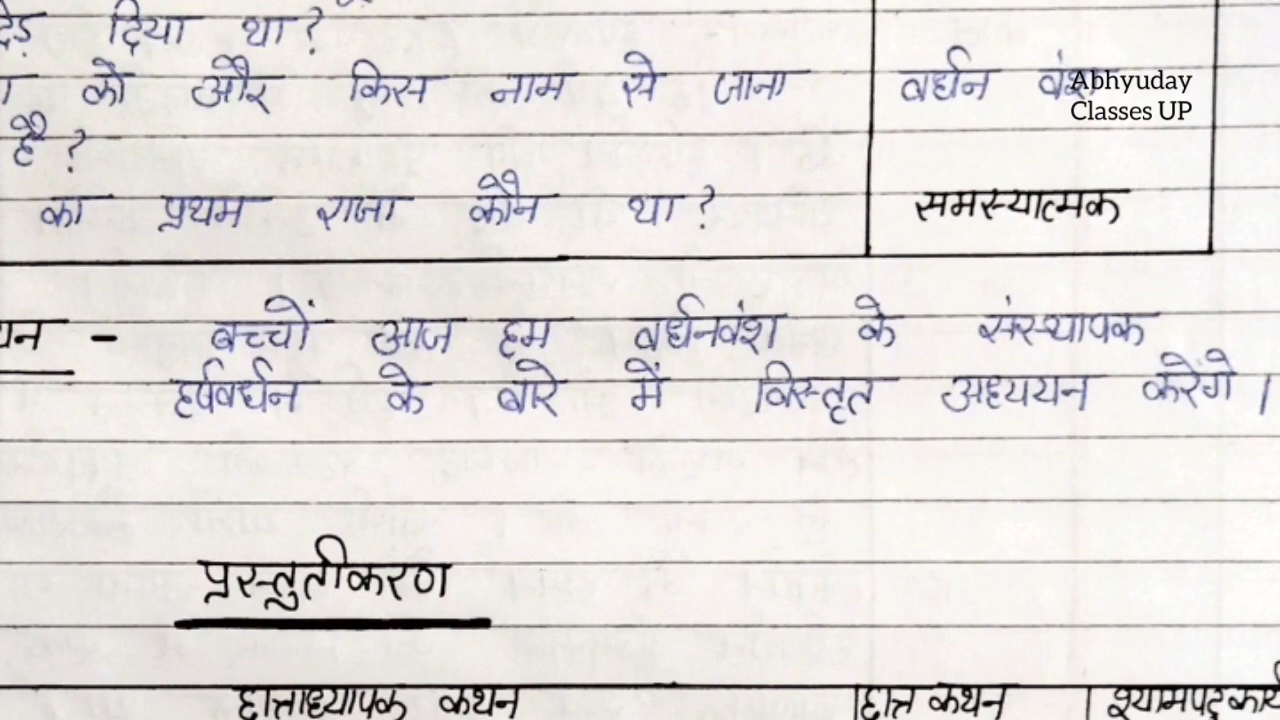 दिया था?
को और किस नाम से जाना वर्धन वंश
Abhyuday
Classes UP
है?
का प्रथम राजा कौन था? समस्यात्मक
- बच्चों आज हम वर्धनवंश के संस्थापक
हर्षवर्धन के बारे में विस्तृत अध्ययन करेंगे।
प्रस्तुतीकरण
छात्राध्यापक कथन छात्र कथन श्यामपट्टकार्य